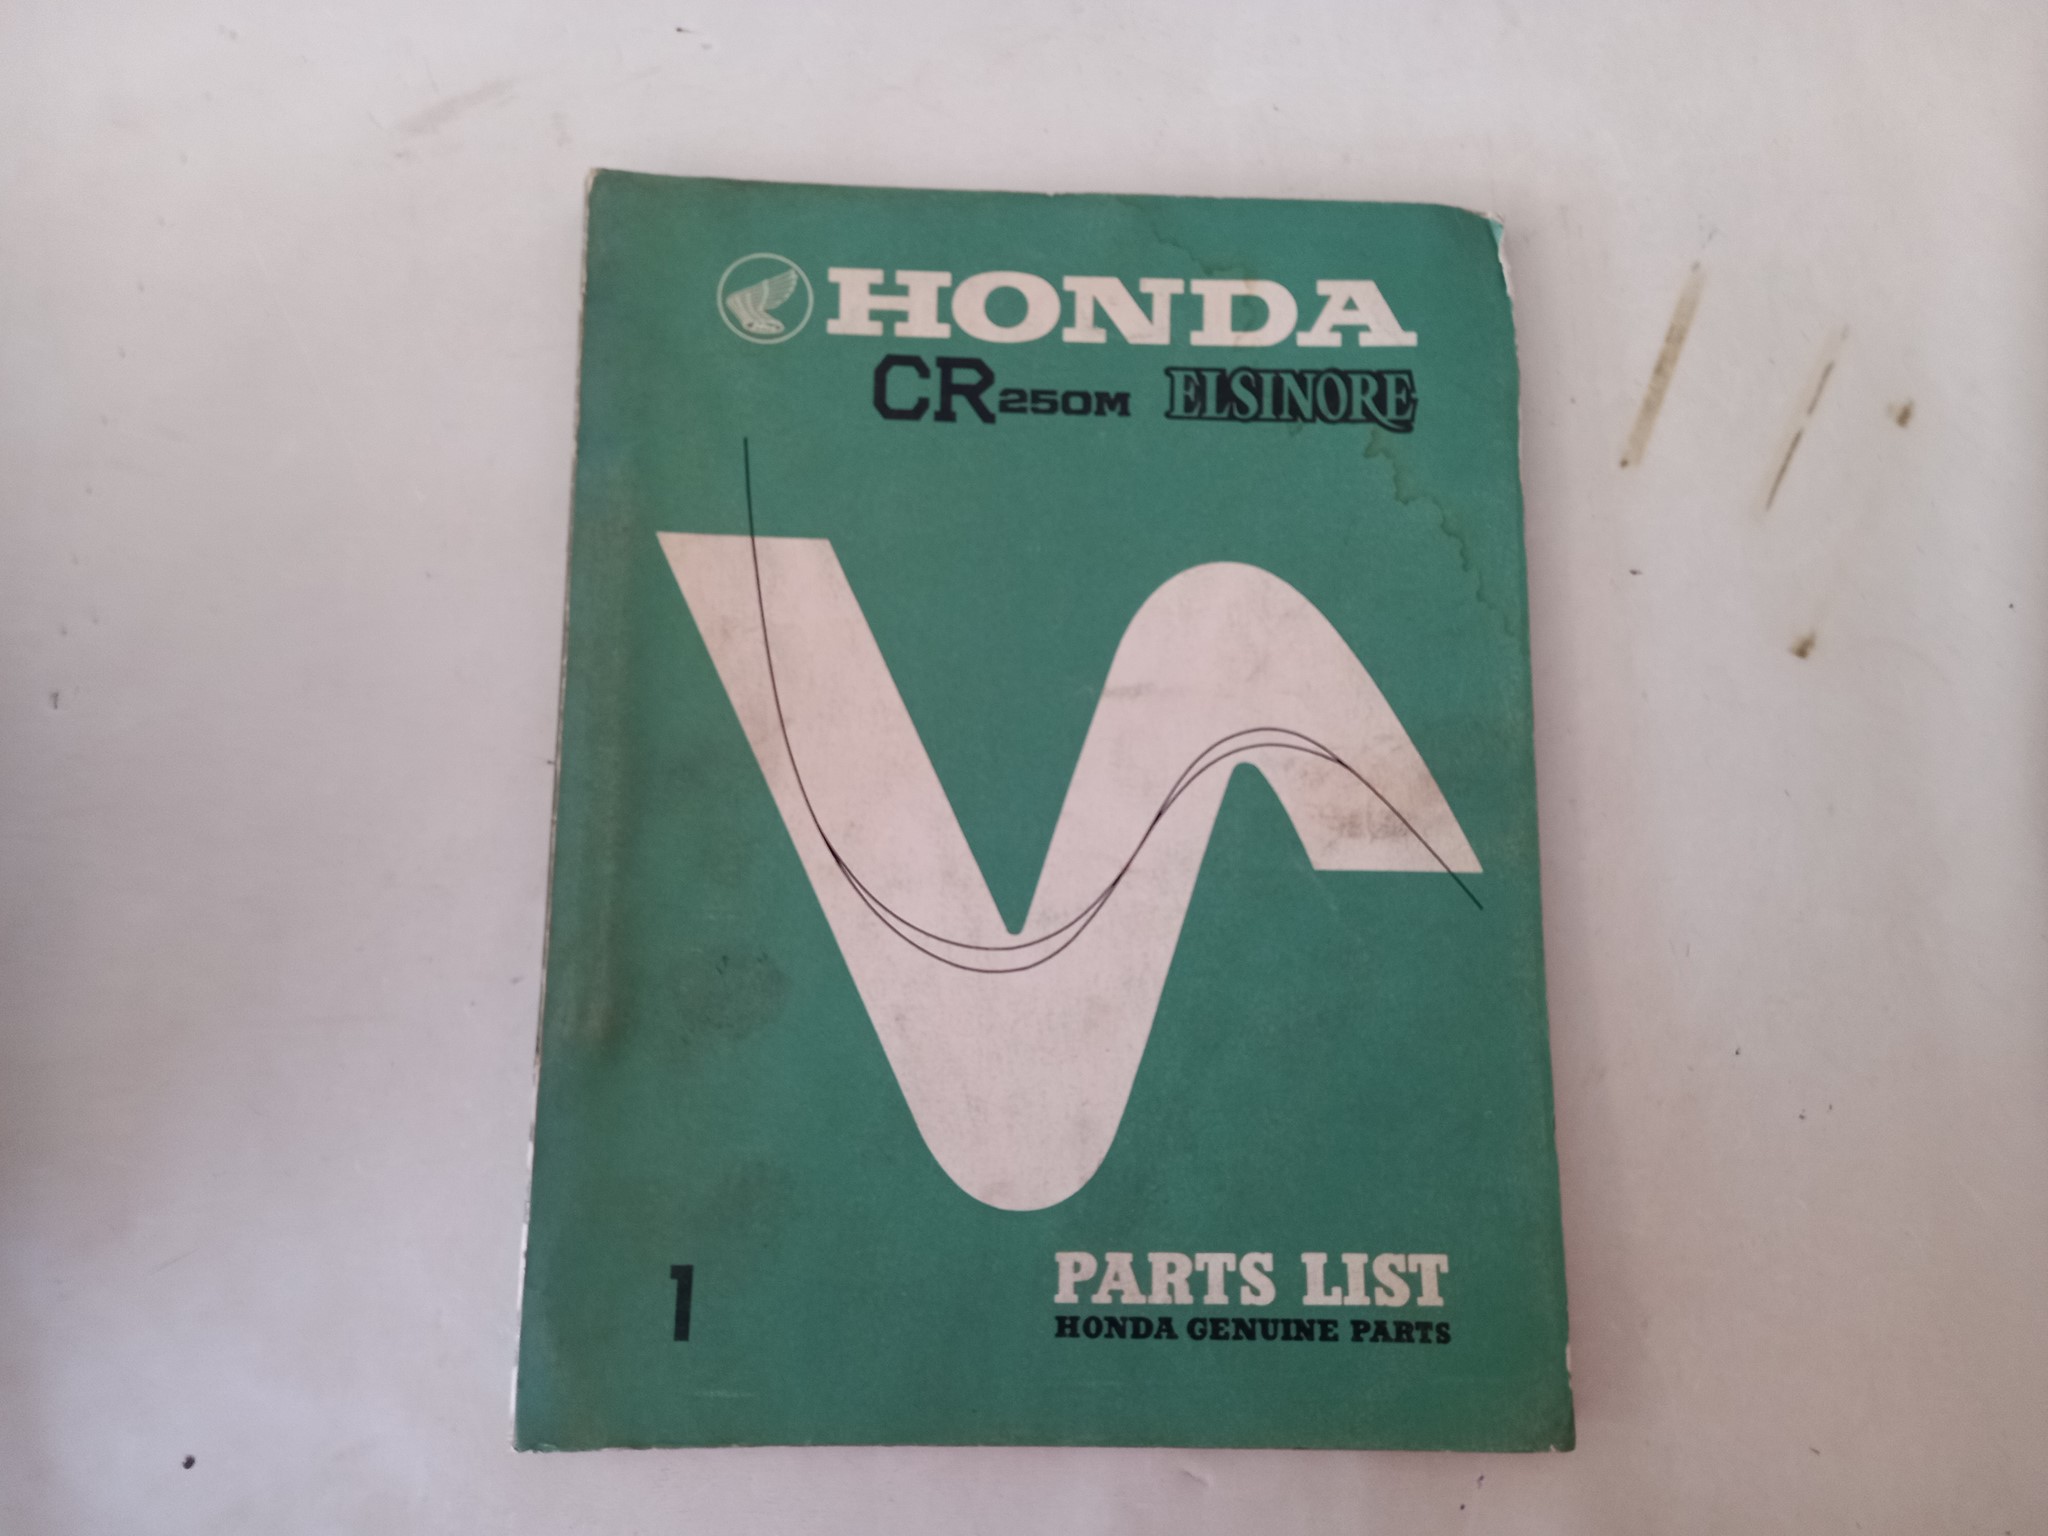 HONDA
CR250M ELSINORE
1
PARTS LIST
HONDA GENUINE PARTS